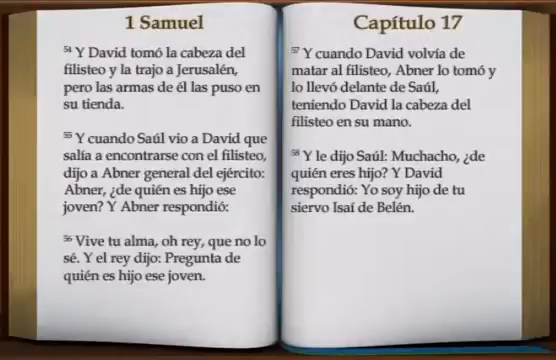 1 Samuel
54 Y David tomó la cabeza del
filisteo y la trajo a Jerusalén,
pero las armas de él las puso en
su tienda.
55 Y cuando Saúl vio a David que
salía a encontrarse con el filisteo,
dijo a Abner general del ejército:
Abner, ¿de quién es hijo ese
joven? Y Abner respondió:
56 Vive tu alma, oh rey, que no lo
sé. Y el rey dijo: Pregunta de
quién es hijo ese joven.
Capítulo 17
57 Y cuando David volvía de
matar al filisteo, Abner lo tomó y
lo llevó delante de Saúl,
teniendo David la cabeza del
filisteo en su mano.
58 Y le dijo Saúl: Muchacho, ¿de
quién eres hijo? Y David
respondió: Yo soy hijo de tu
siervo Isaí de Belén.